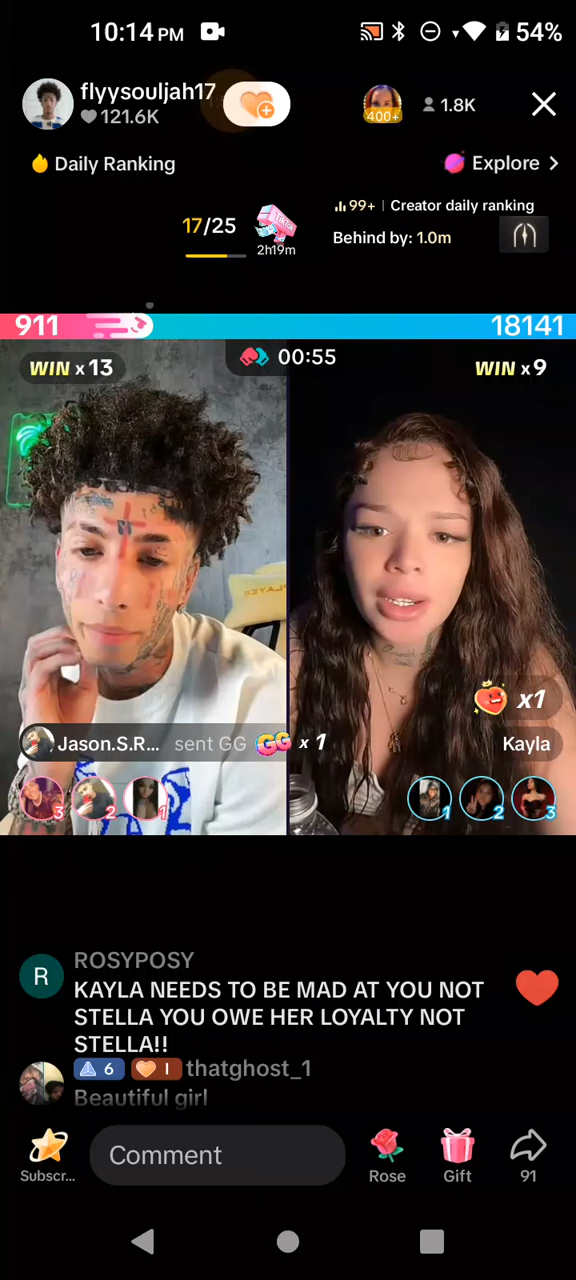 10:14 PM
54%
flyysouljah17
121.6K
400+
1.8K
Daily Ranking
Explore
17/25
2h19m
99+ | Creator daily ranking
Behind by: 1.0m
911
18141
WIN x 13
00:55
WIN x 9
x1
Jason.S.R... sent GG GG x 1
Kayla
3
2
1
1
2
3
R
ROSYPOSY
KAYLA NEEDS TO BE MAD AT YOU NOT
STELLA YOU OWE HER LOYALTY NOT
STELLA!!
6
I
thatghost_1
Beautiful girl
Subscr...
Comment
Rose
Gift
91